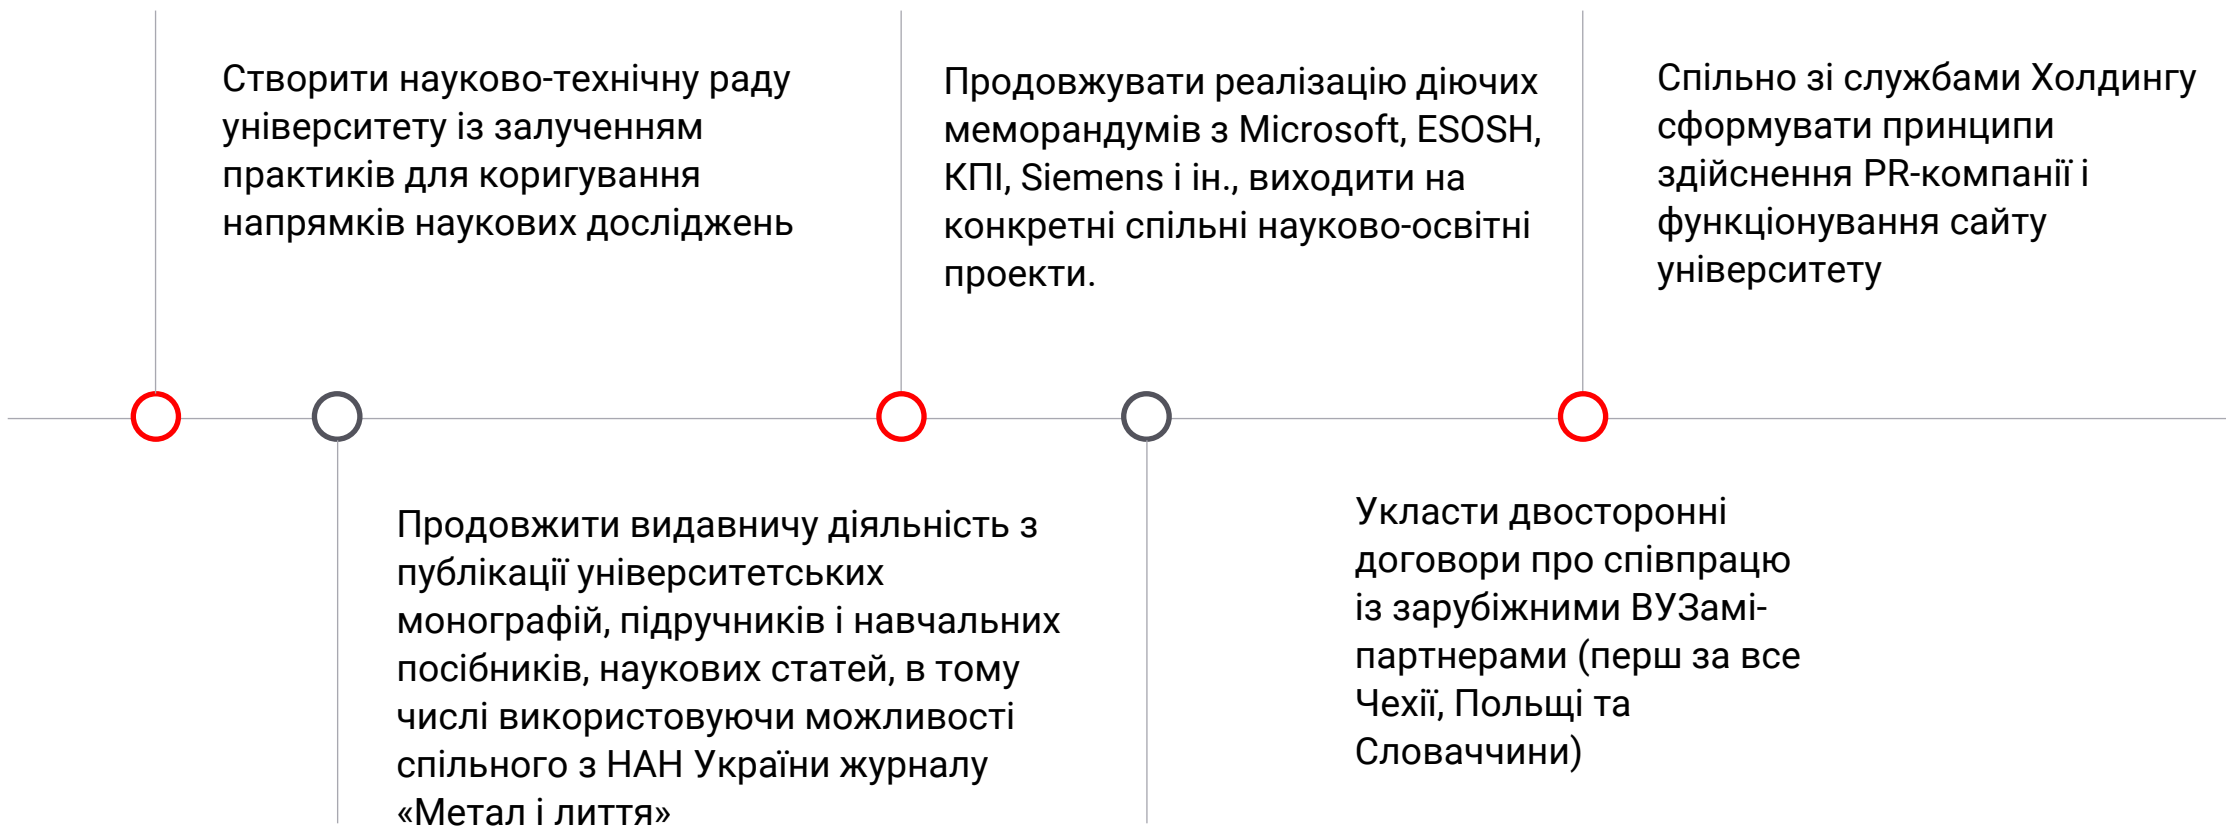 Створити науково-технічну раду
університету із залученням
практиків для коригування
напрямків наукових досліджень
Продовжувати реалізацію діючих
меморандумів з Microsoft, ESOSH,
КПІ, Siemens і ін., виходити на
конкретні спільні науково-освітні
проекти.
Спільно зі службами Холдингу
сформувати принципи
здійснення PR-компанії і
функціонування сайту
університету
Продовжити видавничу діяльність з
публікації університетських
монографій, підручників і навчальних
посібників, наукових статей, в тому
числі використовуючи можливості
спільного з НАН України журналу
«Метал і лиття»
Укласти двосторонні
договори про співпрацю
із зарубіжними ВУЗамі-
партнерами (перш за все
Чехії, Польщі та
Словаччини)